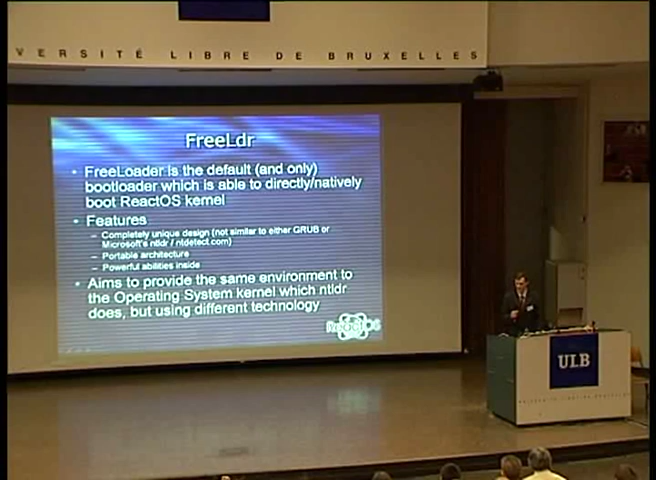 VERSITÉ LIBRE DE BRUXELLES
FreeLdr
• FreeLoader is the default (and only)
bootloader which is able to directly/natively
boot ReactOS kernel
• Features
– Completely unique design (not similar to either GRUB or
Microsoft's ntldr / ntdetect.com)
– Portable architecture
– Powerful abilities inside
• Aims to provide the same environment to
the Operating System kernel which ntldr
does, but using different technology
ReactOS
ULB